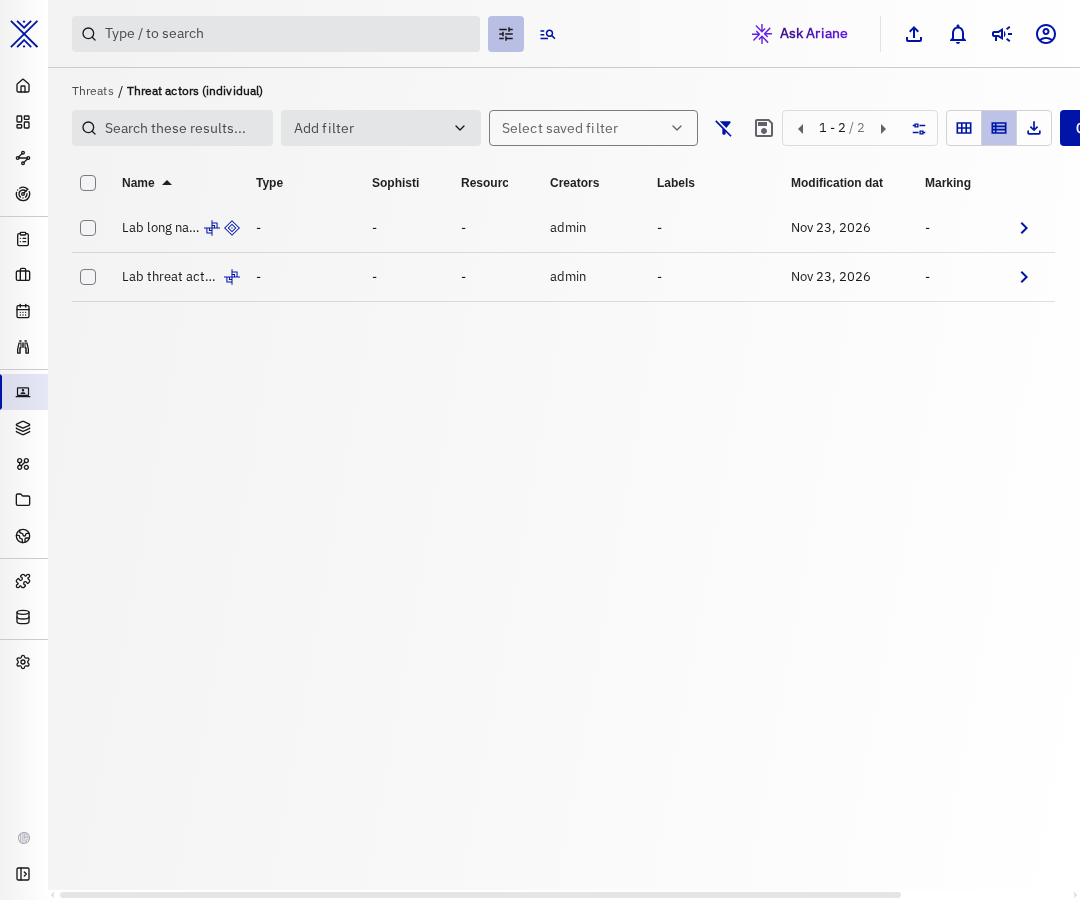 Type / to search
Ask Ariane
Threats / Threat actors (individual)
Search these results...
Add filter
Select saved filter
1 - 2 / 2
Name
Type
Sophisti
Resourc
Creators
Labels
Modification dat
Marking
Lab long na...
-
-
-
admin
-
Nov 23, 2026
-
Lab threat act...
-
-
-
admin
-
Nov 23, 2026
-